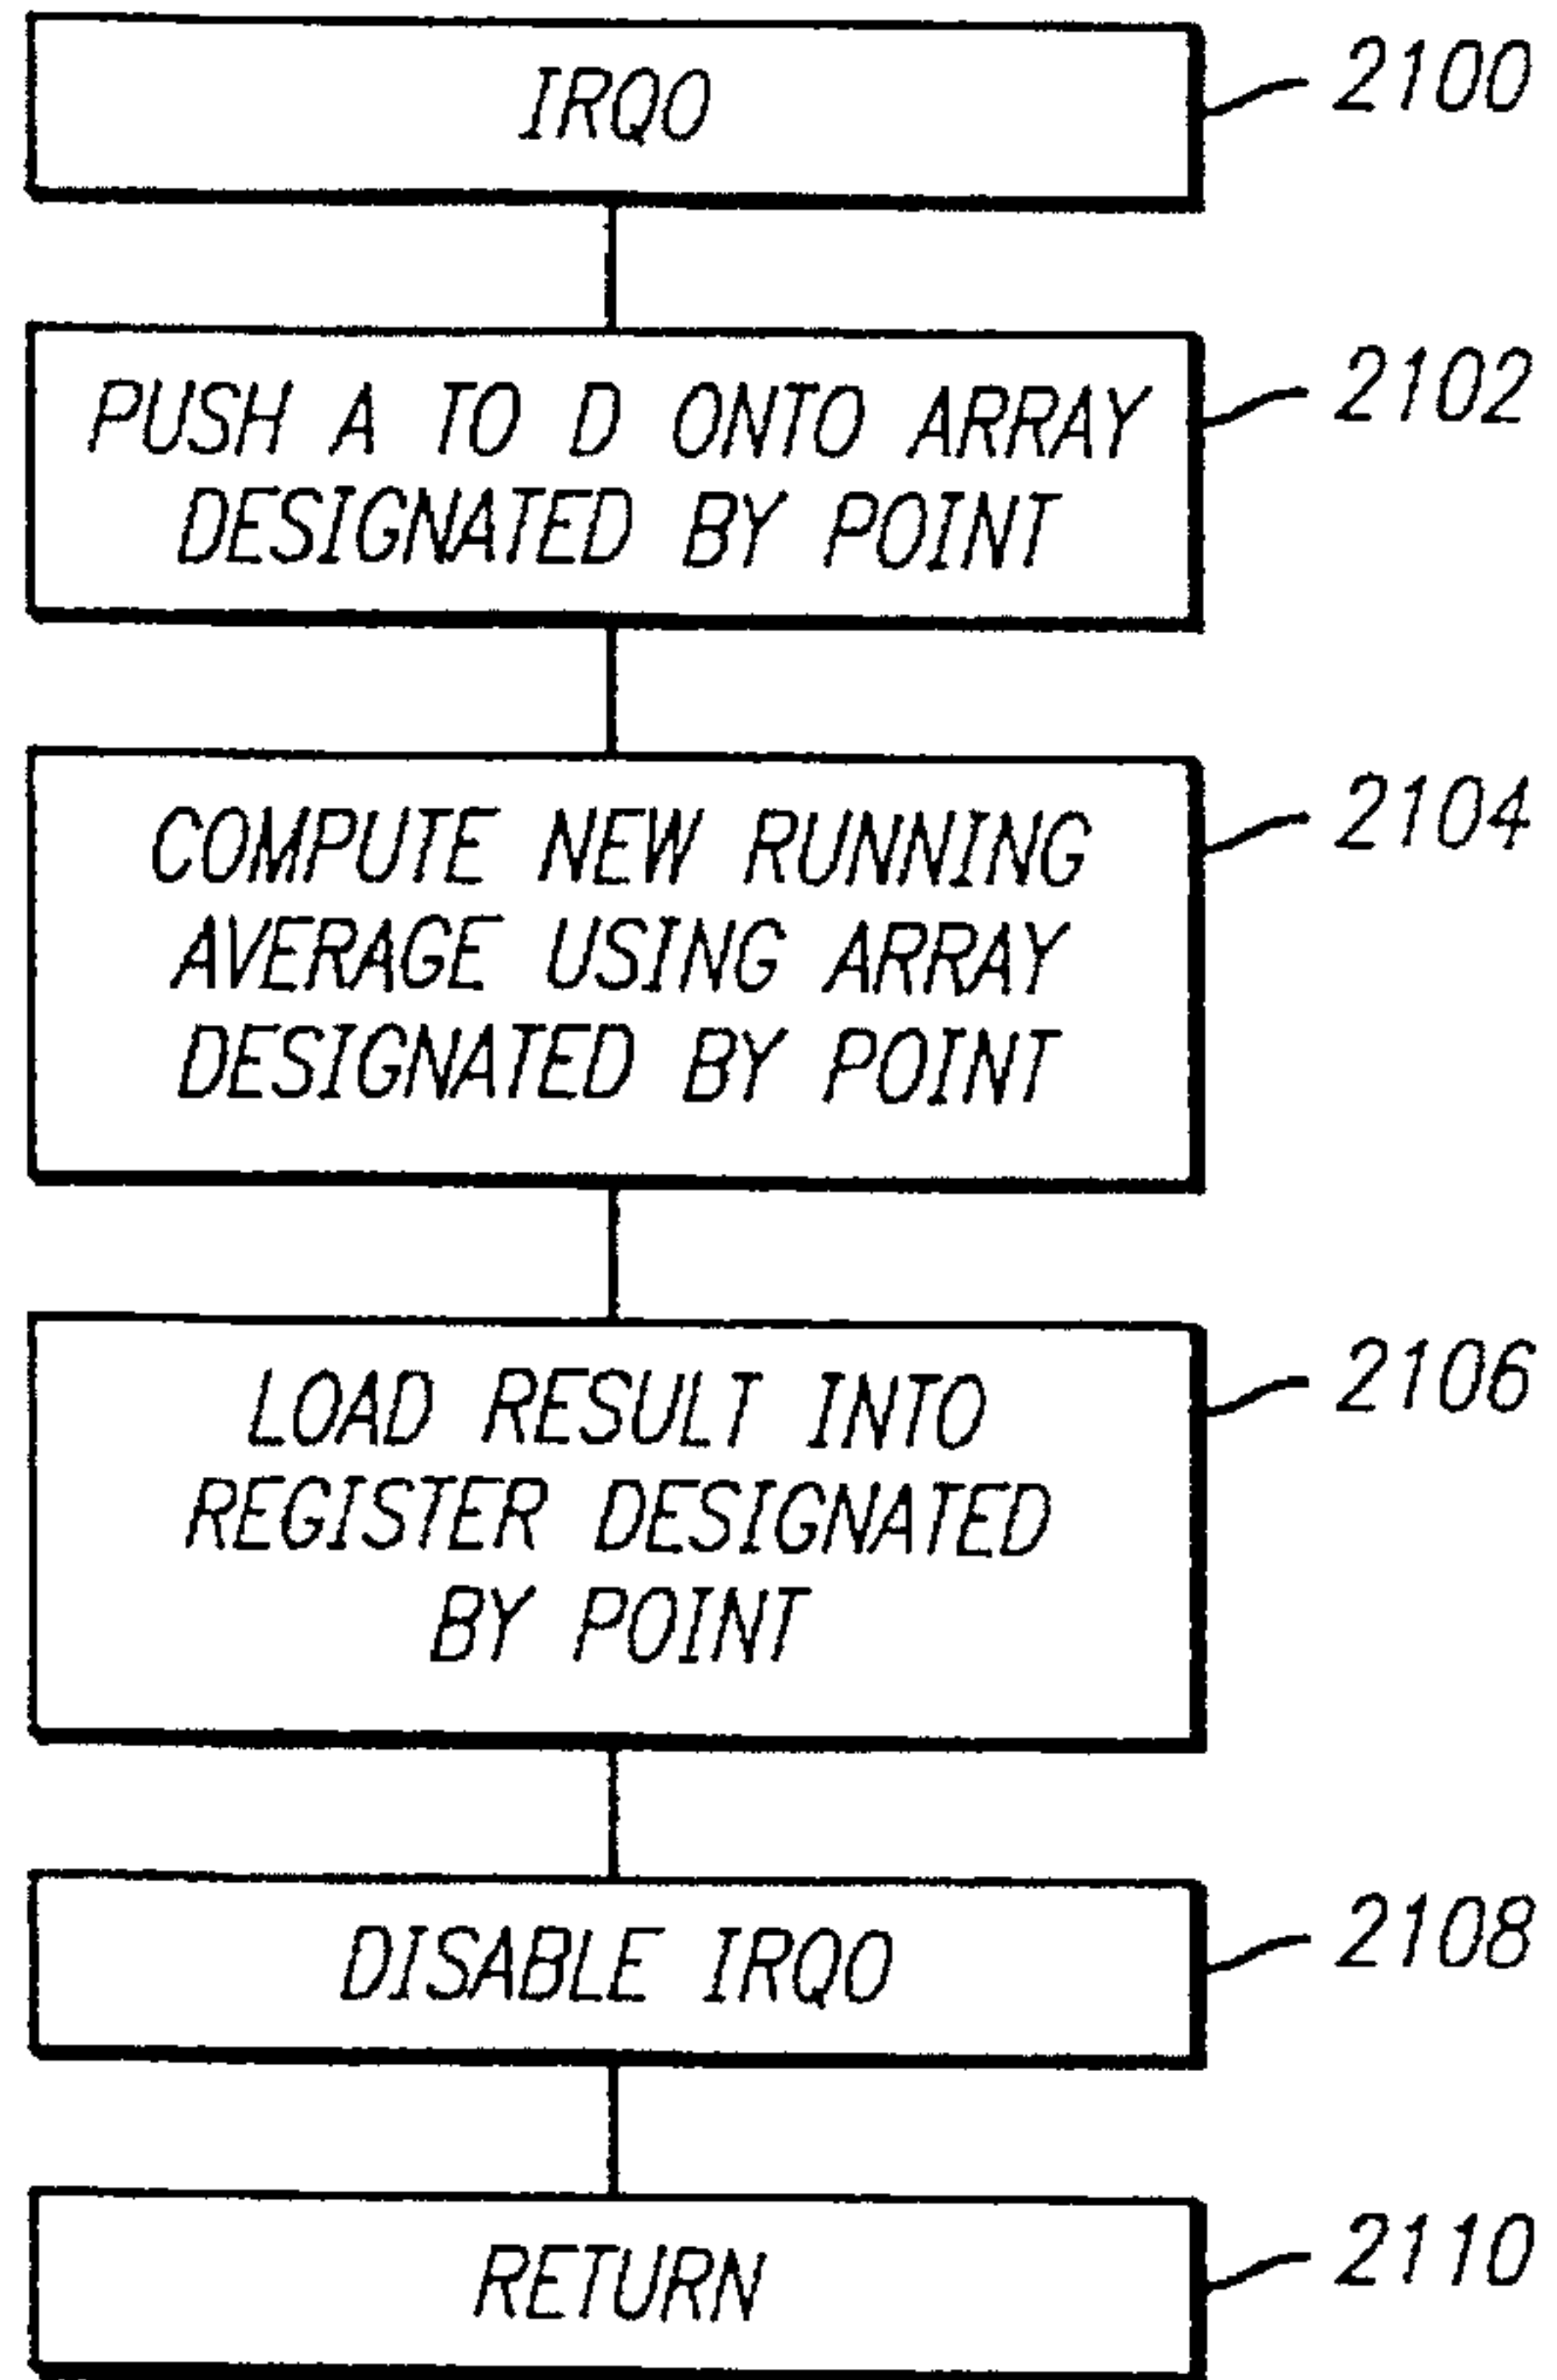 IRQ0
2100
PUSH A TO D ONTO ARRAY
DESIGNATED BY POINT
2102
COMPUTE NEW RUNNING
AVERAGE USING ARRAY
DESIGNATED BY POINT
2104
LOAD RESULT INTO
REGISTER DESIGNATED
BY POINT
2106
DISABLE IRQ0
2108
RETURN
2110